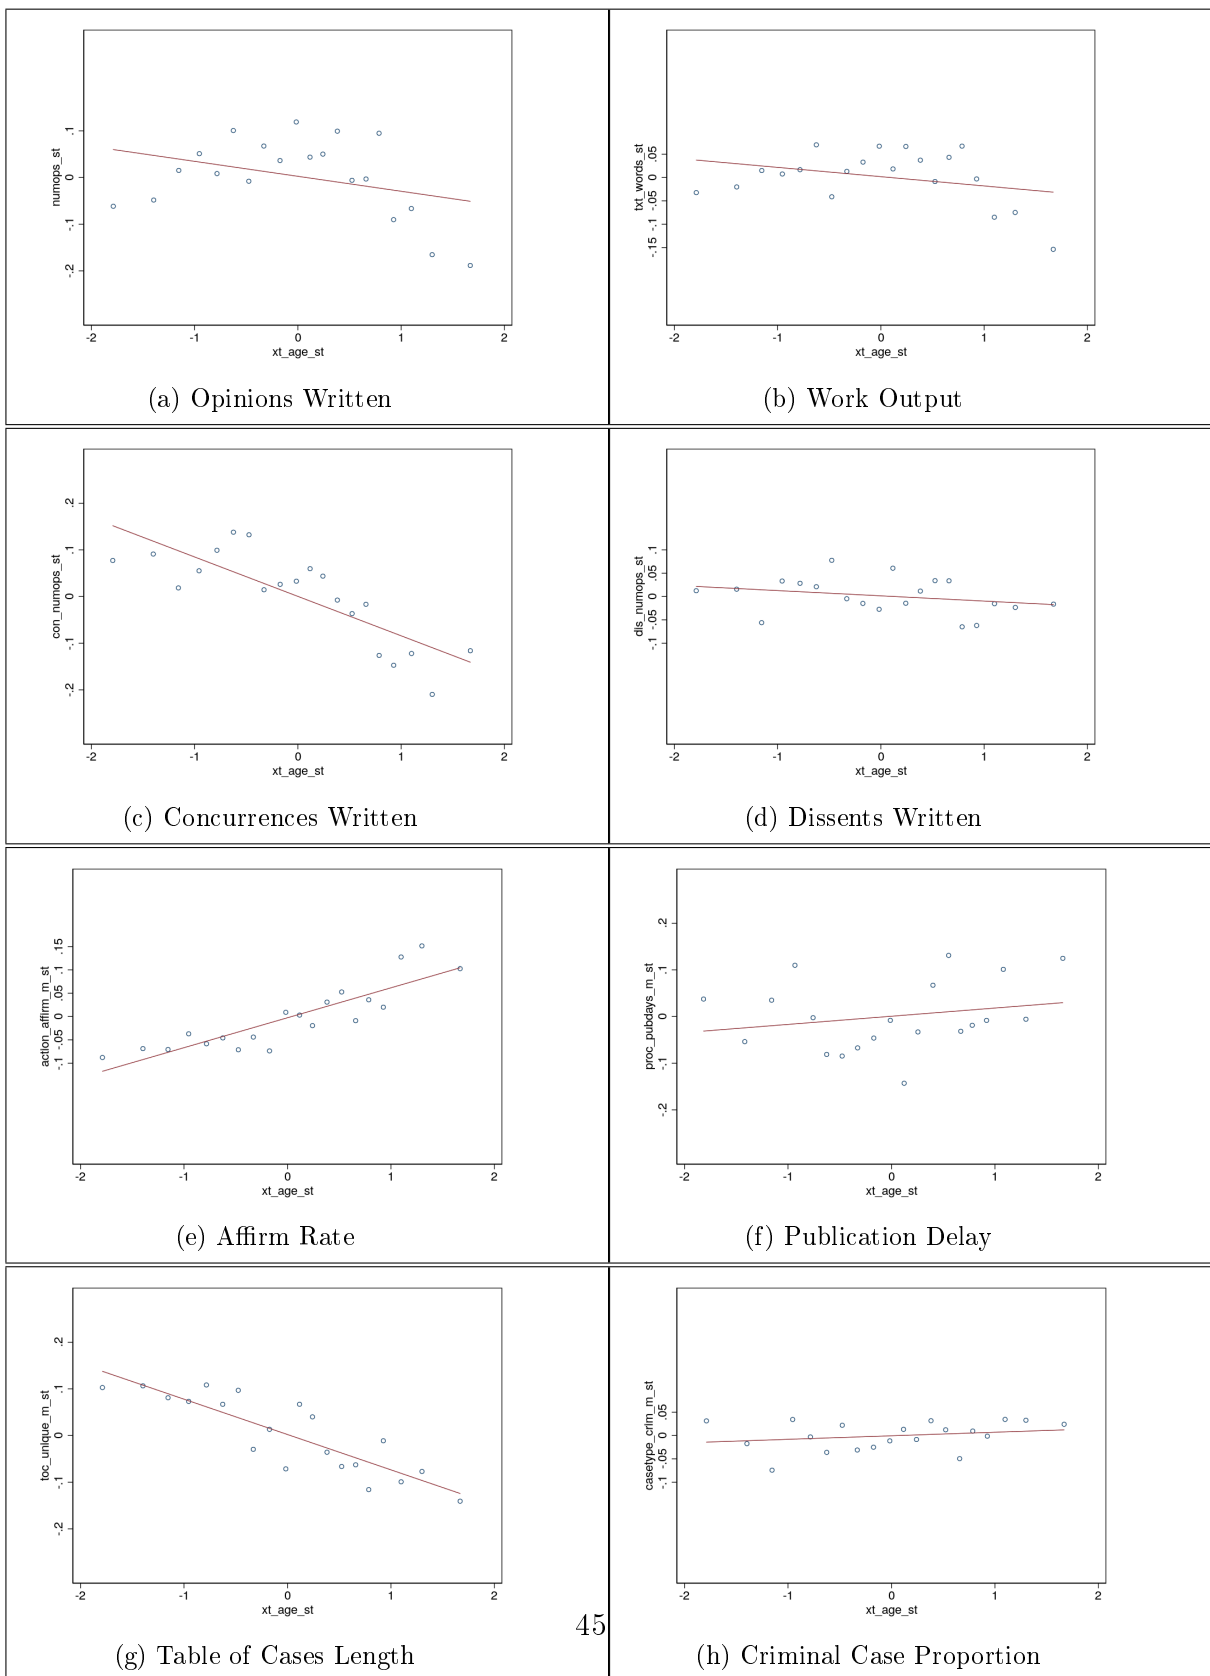 numops_st
.1
0
-.1
-.2
-2 -1 0 1 2
xt_age_st
(a) Opinions Written
txt_words_st
.05
0
-.05
-.1
-.15
-2 -1 0 1 2
xt_age_st
(b) Work Output
con_numops_st
.2
.1
0
-.1
-.2
-2 -1 0 1 2
xt_age_st
(c) Concurrences Written
dis_numops_st
.1
.05
0
-.05
-.1
-2 -1 0 1 2
xt_age_st
(d) Dissents Written
action_affirm_m_st
.15
.1
.05
0
-.05
-.1
-2 -1 0 1 2
xt_age_st
(e) Affirm Rate
proc_pubdays_m_st
.2
.1
0
-.1
-.2
-2 -1 0 1 2
xt_age_st
(f) Publication Delay
toc_unique_m_st
.2
.1
0
-.1
-.2
-2 -1 0 1 2
xt_age_st
(g) Table of Cases Length
casetype_crim_m_st
.05
0
-.05
-.1
-2 -1 0 1 2
xt_age_st
(h) Criminal Case Proportion
45